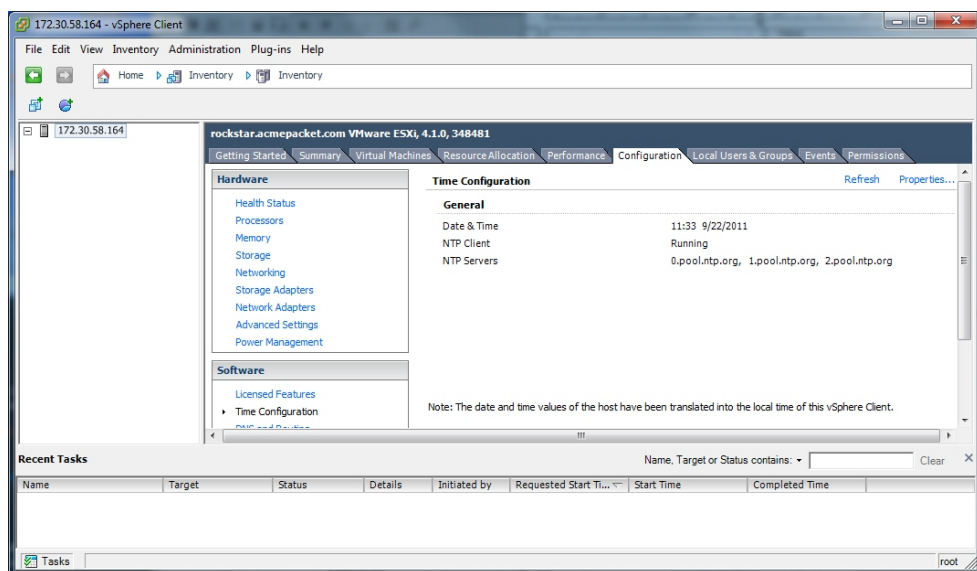 172.30.58.164 - vSphere Client
File Edit View Inventory Administration Plug-ins Help
Home Inventory Inventory
172.30.58.164
rockstar.acmepacket.com VMware ESXi, 4.1.0, 348481
Getting Started Summary Virtual Machines Resource Allocation Performance Configuration Local Users & Groups Events Permissions
Hardware
Health Status
Processors
Memory
Storage
Networking
Storage Adapters
Network Adapters
Advanced Settings
Power Management
Software
Licensed Features
Time Configuration
DNS and Routing
Time Configuration Refresh Properties...
General
Date & Time 11:33 9/22/2011
NTP Client Running
NTP Servers 0.pool.ntp.org, 1.pool.ntp.org, 2.pool.ntp.org
Note: The date and time values of the host have been translated into the local time of this vSphere Client.
Recent Tasks Name, Target or Status contains: Clear
Name Target Status Details Initiated by Requested Start Ti... Start Time Completed Time
Tasks root